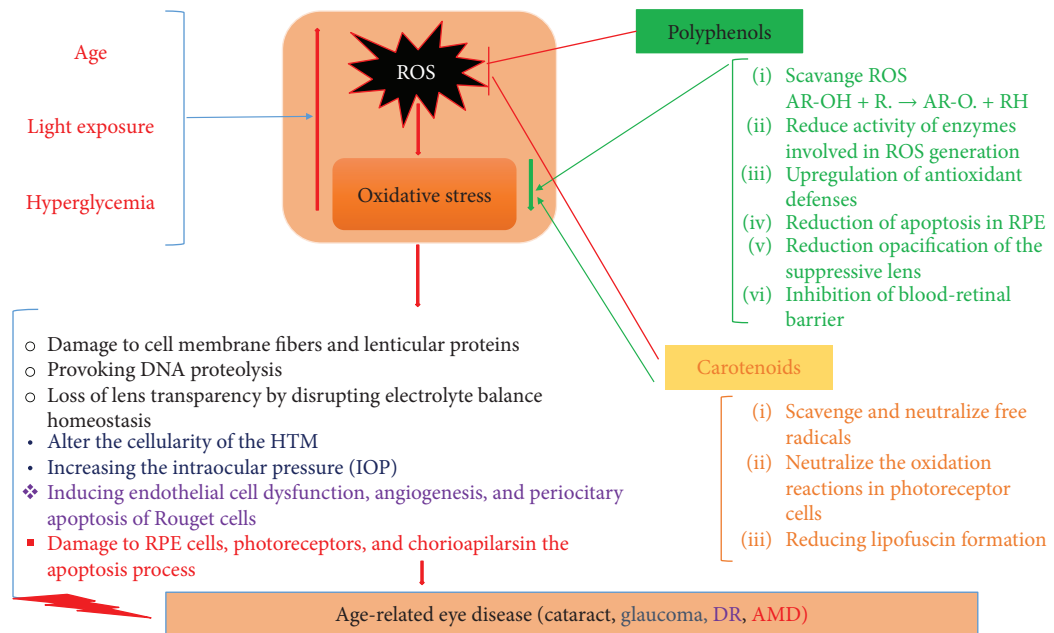 Age
Light exposure
Hyperglycemia
ROS
Oxidative stress
Polyphenols
(i) Scavange ROS
AR-OH + R. → AR-O. + RH
(ii) Reduce activity of enzymes
involved in ROS generation
(iii) Upregulation of antioxidant
defenses
(iv) Reduction of apoptosis in RPE
(v) Reduction opacification of the
suppressive lens
(vi) Inhibition of blood-retinal
barrier
Carotenoids
(i) Scavenge and neutralize free
radicals
(ii) Neutralize the oxidation
reactions in photoreceptor
cells
(iii) Reducing lipofuscin formation
Damage to cell membrane fibers and lenticular proteins
Provoking DNA proteolysis
Loss of lens transparency by disrupting electrolyte balance
homeostasis
Alter the cellularity of the HTM
Increasing the intraocular pressure (IOP)
Inducing endothelial cell dysfunction, angiogenesis, and periocitary
apoptosis of Rouget cells
Damage to RPE cells, photoreceptors, and chorioapilarsin the
apoptosis process
Age-related eye disease (cataract, glaucoma, DR, AMD)